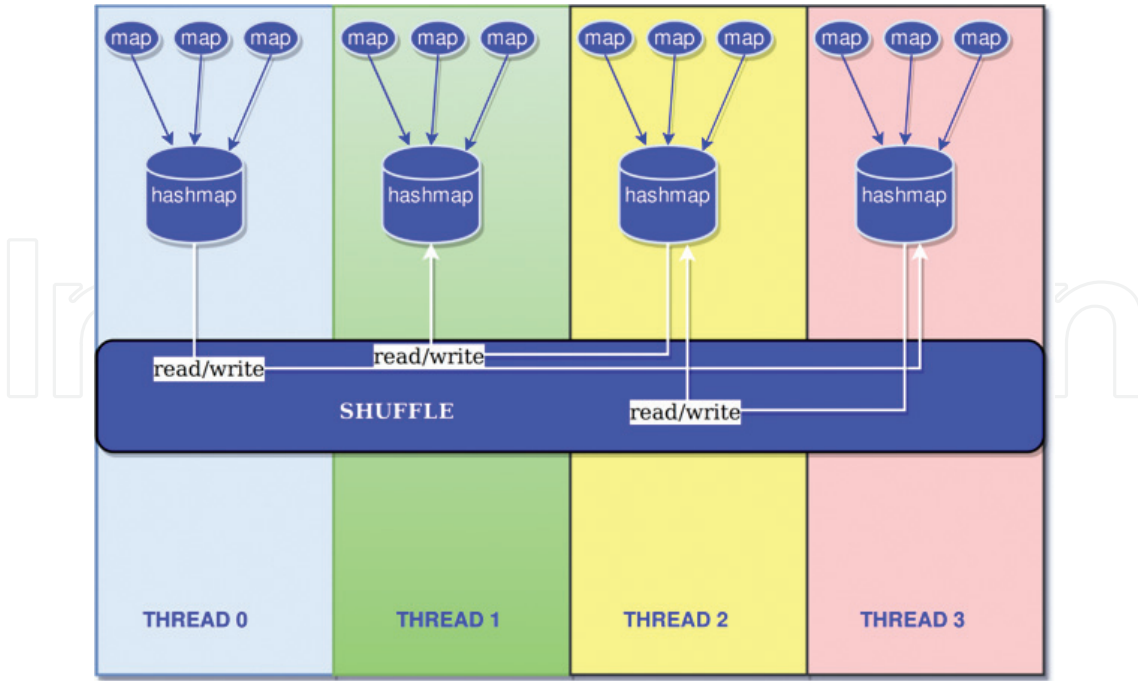 map map map map map map map map map map map map
hashmap hashmap hashmap hashmap
read/write
read/write
SHUFFLE
read/write
THREAD 0 THREAD 1 THREAD 2 THREAD 3